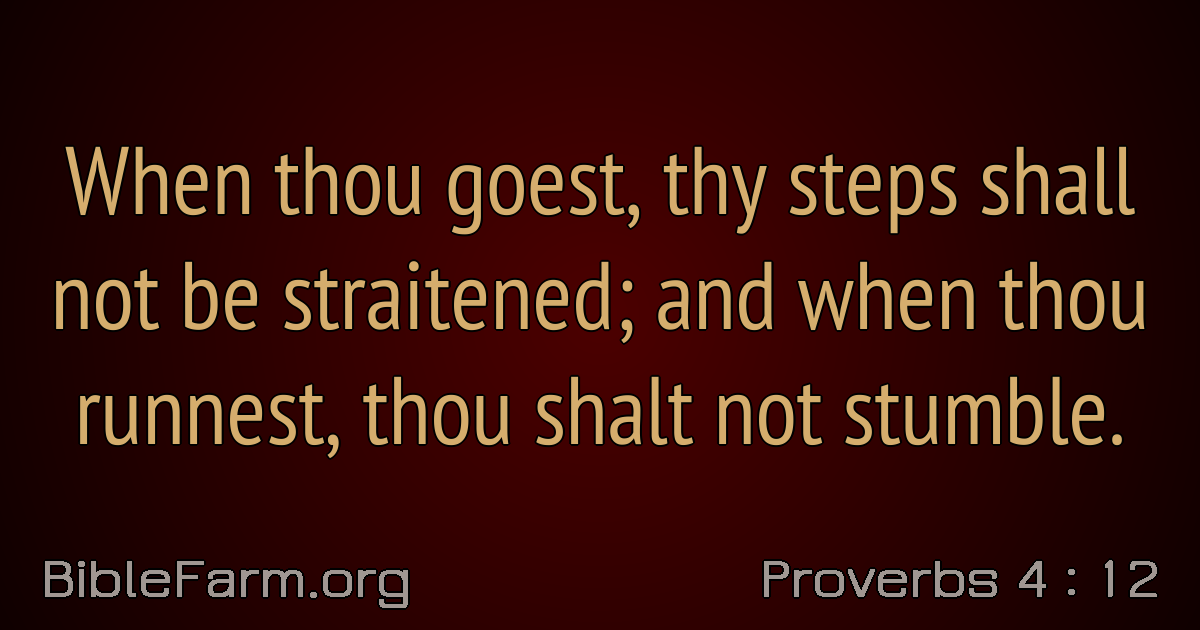 When thou goest, thy steps shall
not be straitened; and when thou
runnest, thou shalt not stumble.
BibleFarm.org
Proverbs 4 : 12